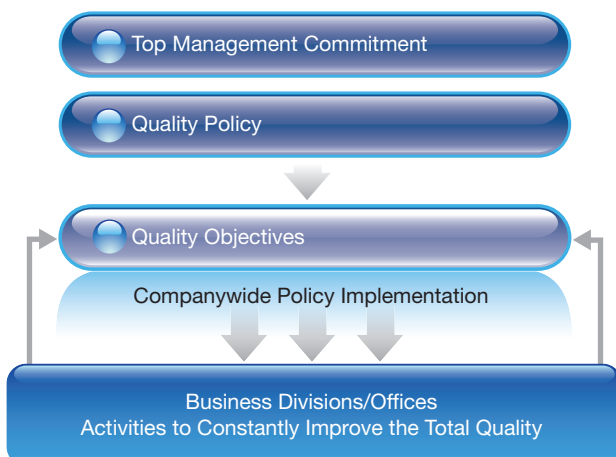 Top Management Commitment
Quality Policy
Quality Objectives
Companywide Policy Implementation
Business Divisions/Offices
Activities to Constantly Improve the Total Quality